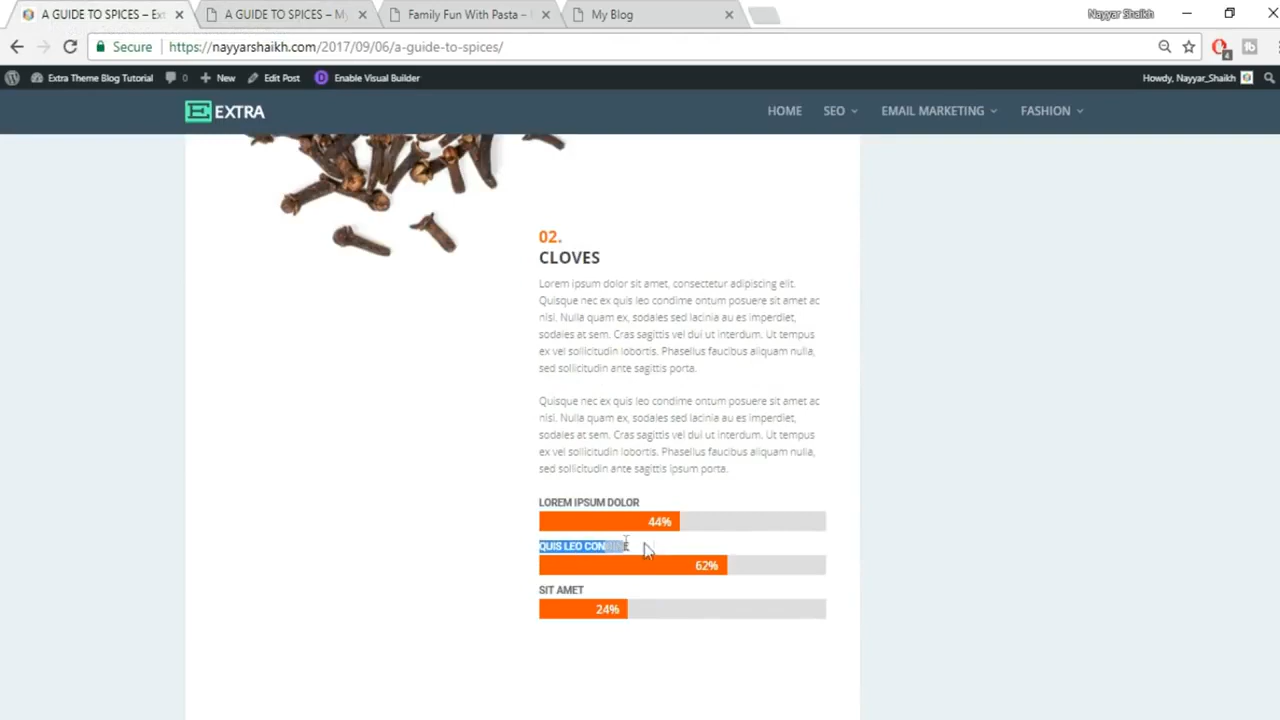 A GUIDE TO SPICES – Ex
A GUIDE TO SPICES – M
Family Fun With Pasta –
My Blog
Nayyar Shaikh
Secure
https://nayyarshaikh.com/2017/09/06/a-guide-to-spices/
4
Extra Theme Blog Tutorial
0
New
Edit Post
D
Enable Visual Builder
Howdy, Nayyar_Shaikh
E EXTRA
HOME
SEO
EMAIL MARKETING
FASHION
02.
CLOVES
Lorem ipsum dolor sit amet, consectetur adipiscing elit.
Quisque nec ex quis leo condime ontum posuere sit amet ac
nisl. Nulla quam ex, sodales sed lacinia au es imperdiet,
sodales at sem. Cras sagittis vel dui ut interdum. Ut tempus
ex vel sollicitudin lobortis. Phasellus faucibus aliquam nulla,
sed sollicitudin ante sagittis porta.
Quisque nec ex quis leo condime ontum posuere sit amet ac
nisl. Nulla quam ex, sodales sed lacinia au es imperdiet,
sodales at sem. Cras sagittis vel dui ut interdum. Ut tempus
ex vel sollicitudin lobortis. Phasellus faucibus aliquam nulla,
sed sollicitudin ante sagittis ipsum porta.
LOREM IPSUM DOLOR
44%
QUIS LEO CONDIME
62%
SIT AMET
24%